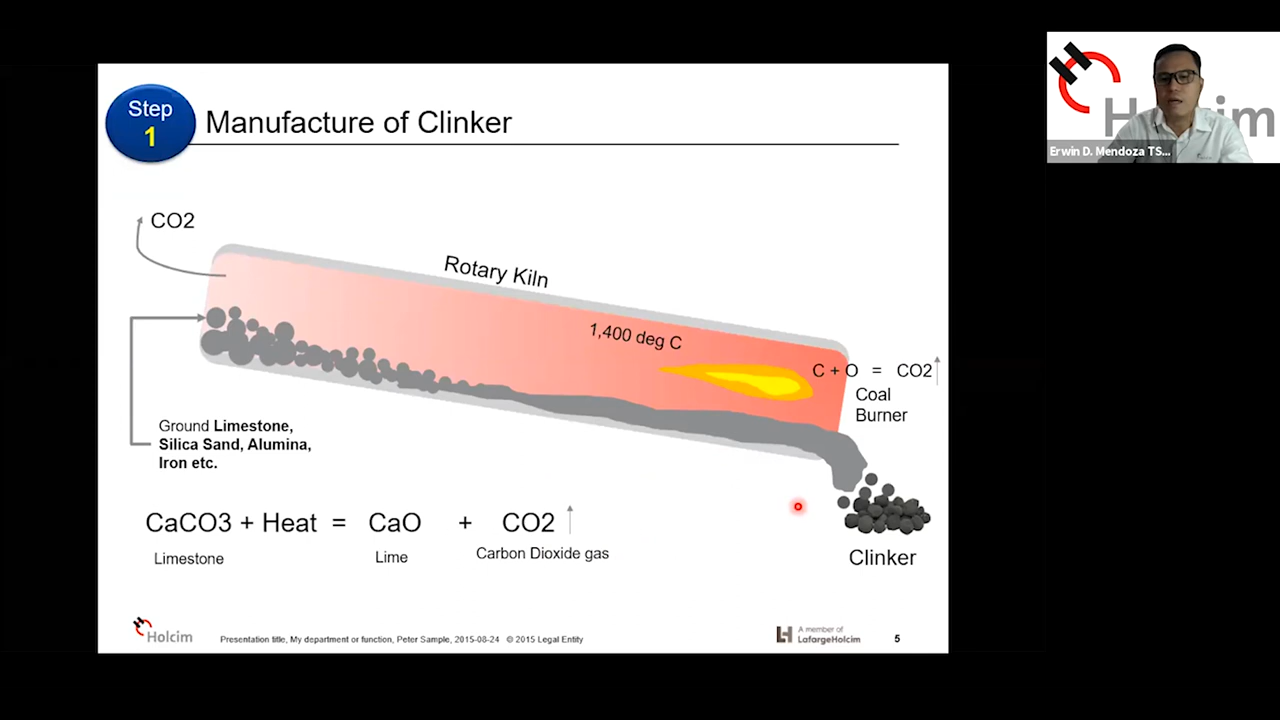 Step
1
Manufacture of Clinker
CO2
Rotary Kiln
1,400 deg C
C + O = CO2
Coal
Burner
Ground Limestone,
Silica Sand, Alumina,
Iron etc.
CaCO3 + Heat = CaO + CO2
Limestone
Lime
Carbon Dioxide gas
Clinker
Holcim
Presentation title, My department or function, Peter Sample, 2015-08-24 © 2015 Legal Entity
A member of
LafargeHolcim
5
Erwin D. Mendoza TS...